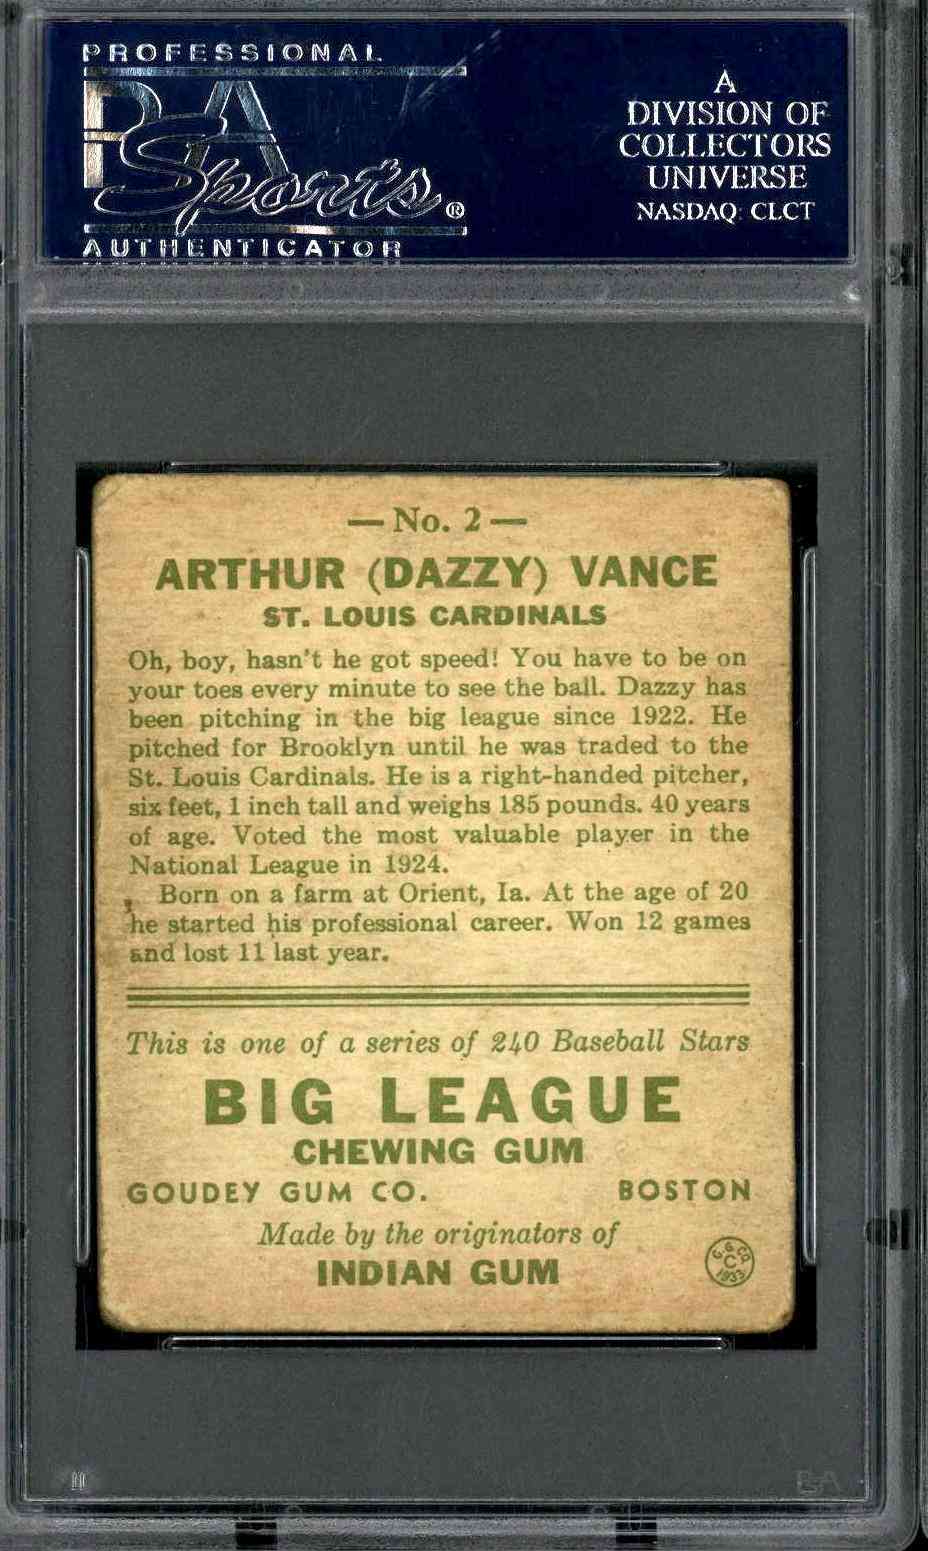 PROFESSIONAL
PSA
Sports®
AUTHENTICATOR
A
DIVISION OF
COLLECTORS
UNIVERSE
NASDAQ: CLCT
— No. 2 —
ARTHUR (DAZZY) VANCE
ST. LOUIS CARDINALS
Oh, boy, hasn't he got speed! You have to be on
your toes every minute to see the ball. Dazzy has
been pitching in the big league since 1922. He
pitched for Brooklyn until he was traded to the
St. Louis Cardinals. He is a right-handed pitcher,
six feet, 1 inch tall and weighs 185 pounds. 40 years
of age. Voted the most valuable player in the
National League in 1924.
Born on a farm at Orient, Ia. At the age of 20
he started his professional career. Won 12 games
and lost 11 last year.
This is one of a series of 240 Baseball Stars
BIG LEAGUE
CHEWING GUM
GOUDEY GUM CO. BOSTON
Made by the originators of
INDIAN GUM
G.G.CO.
C
1933